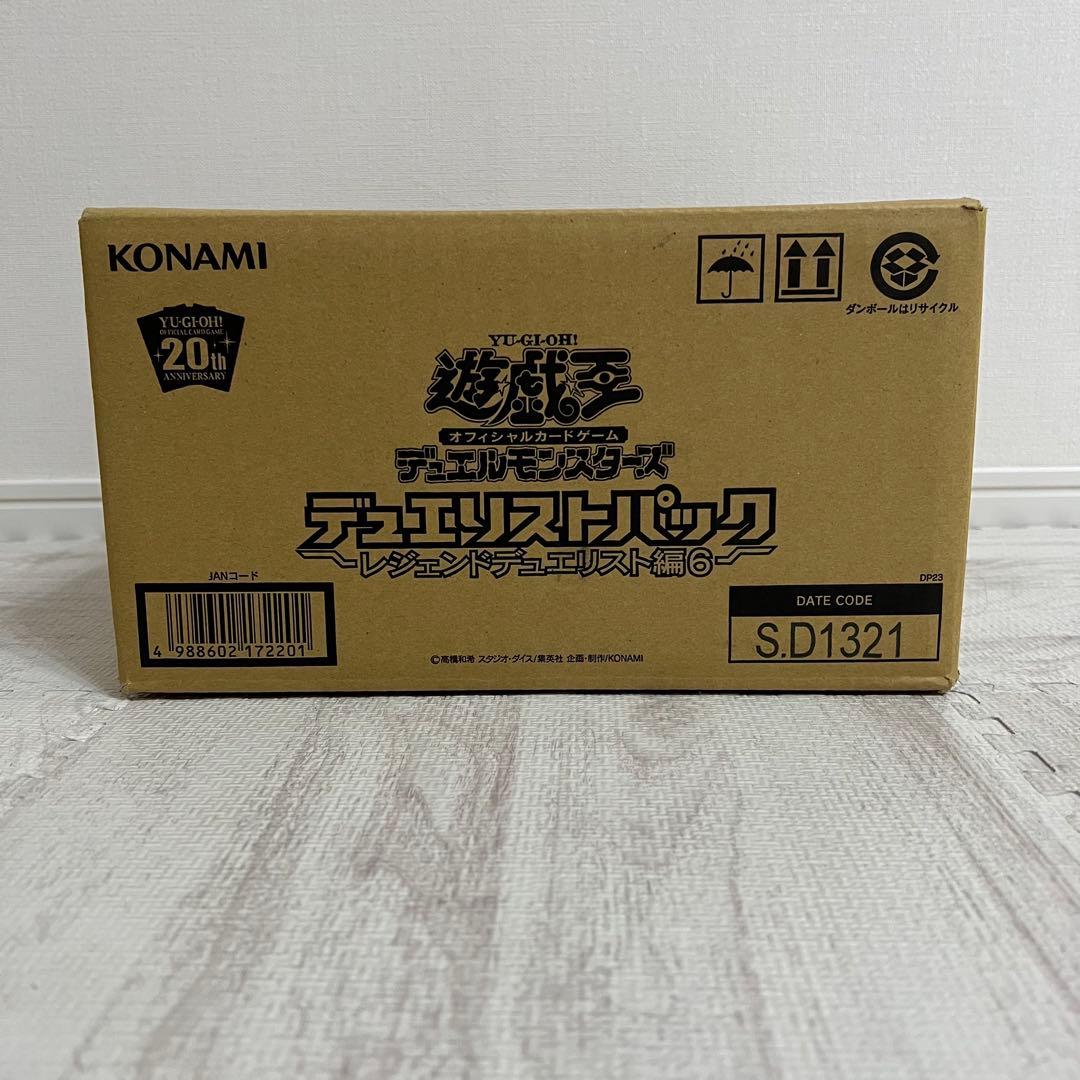 KONAMI
YU-GI-OH!
OFFICIAL CARD GAME
20th
ANNIVERSARY
ダンボールはリサイクル
YU-GI-OH!
遊戯王
オフィシャルカードゲーム
デュエルモンスターズ
デュエリストパック
－レジェンドデュエリスト編6－
JANコード
4 988602 172201
DP23
DATE CODE
S.D1321
©高橋和希 スタジオ・ダイス/集英社 企画・制作/KONAMI